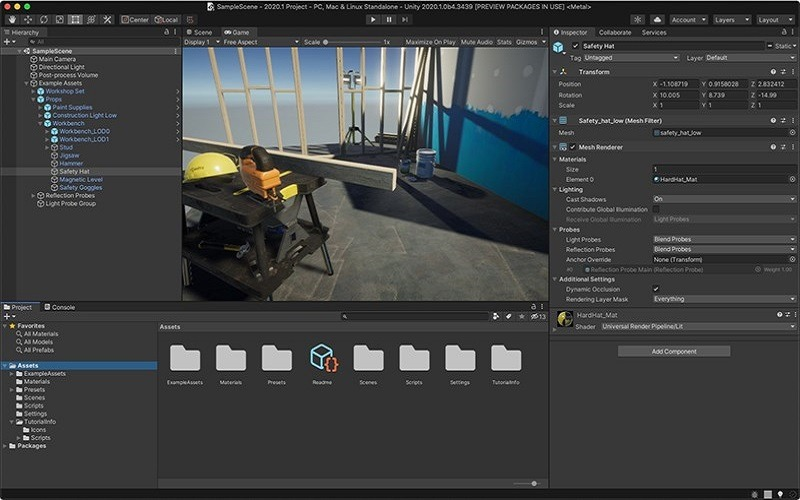 SampleScene - 2020.1 Project - PC, Mac & Linux Standalone - Unity 2020.1.0b4.3439 [PREVIEW PACKAGES IN USE] <Metal>
Center
Local
Collab
Account
Layers
Layout
Hierarchy
All
SampleScene
Main Camera
Directional Light
Post-process Volume
Example Assets
Workshop Set
Props
Paint Supplies
Construction Light Low
Workbench
Workbench_LOD0
Workbench_LOD1
Stud
Jigsaw
Hammer
Safety Hat
Magnetic Level
Safety Goggles
Reflection Probes
Light Probe Group
Scene
Game
Display 1
Free Aspect
Scale
1x
Maximize On Play
Mute Audio
Stats
Gizmos
Inspector
Collaborate
Services
Safety Hat
Static
Tag Untagged
Layer Default
Transform
Position X -1.108719 Y 0.9158028 Z 2.832412
Rotation X 10.005 Y 8.739 Z -14.99
Scale X 1 Y 1 Z 1
Safety_hat_low (Mesh Filter)
Mesh safety_hat_low
Mesh Renderer
Materials
Size 1
Element 0 HardHat_Mat
Lighting
Cast Shadows On
Contribute Global Illumination
Receive Global Illumination Light Probes
Probes
Light Probes Blend Probes
Reflection Probes Blend Probes
Anchor Override None (Transform)
#0 Reflection Probe Main (Reflection Probe) Weight 1.00
Additional Settings
Dynamic Occlusion
Rendering Layer Mask Everything
HardHat_Mat
Shader Universal Render Pipeline/Lit
Add Component
Project
Console
13
Favorites
All Materials
All Models
All Prefabs
Assets
ExampleAssets
Materials
Presets
Scenes
Scripts
Settings
TutorialInfo
Icons
Scripts
Packages
Assets
ExampleAssets
Materials
Presets
Readme
Scenes
Scripts
Settings
TutorialInfo